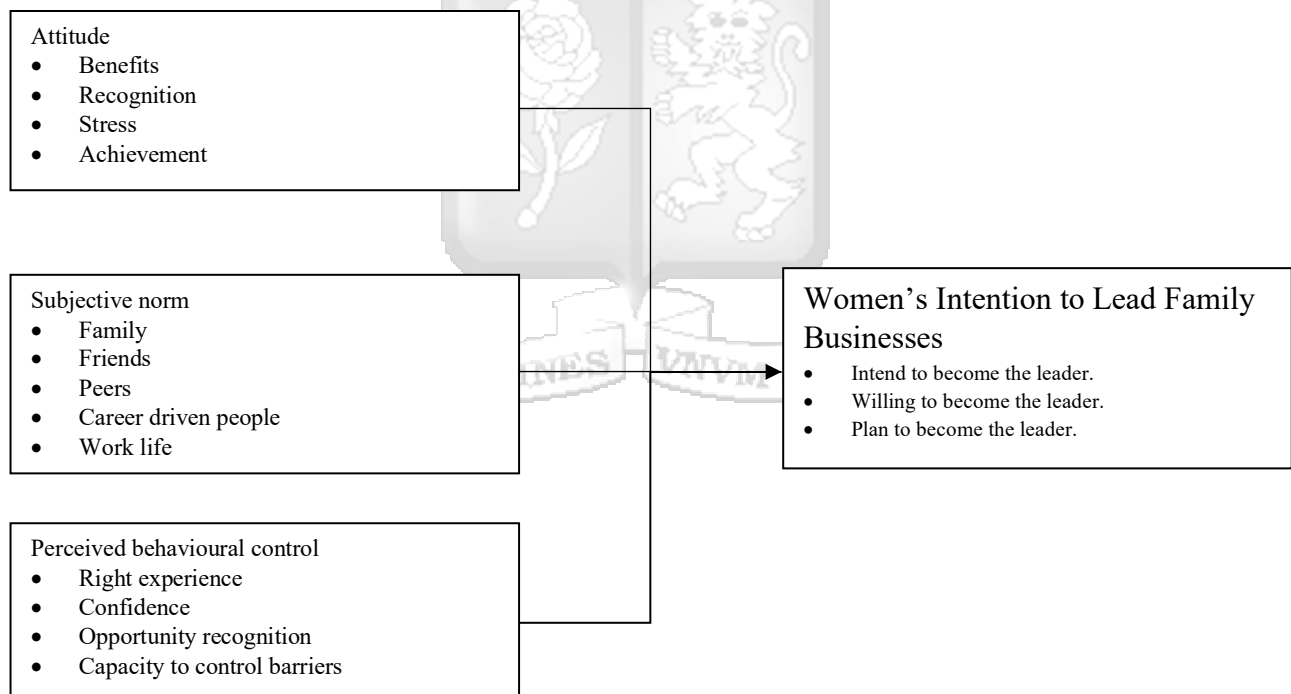 Attitude
• Benefits
• Recognition
• Stress
• Achievement
Subjective norm
• Family
• Friends
• Peers
• Career driven people
• Work life
Perceived behavioural control
• Right experience
• Confidence
• Opportunity recognition
• Capacity to control barriers
Women’s Intention to Lead Family
Businesses
• Intend to become the leader.
• Willing to become the leader.
• Plan to become the leader.
VNVM